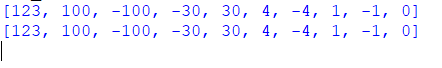 [123, 100, -100, -30, 30, 4, -4, 1, -1, 0]
[123, 100, -100, -30, 30, 4, -4, 1, -1, 0]